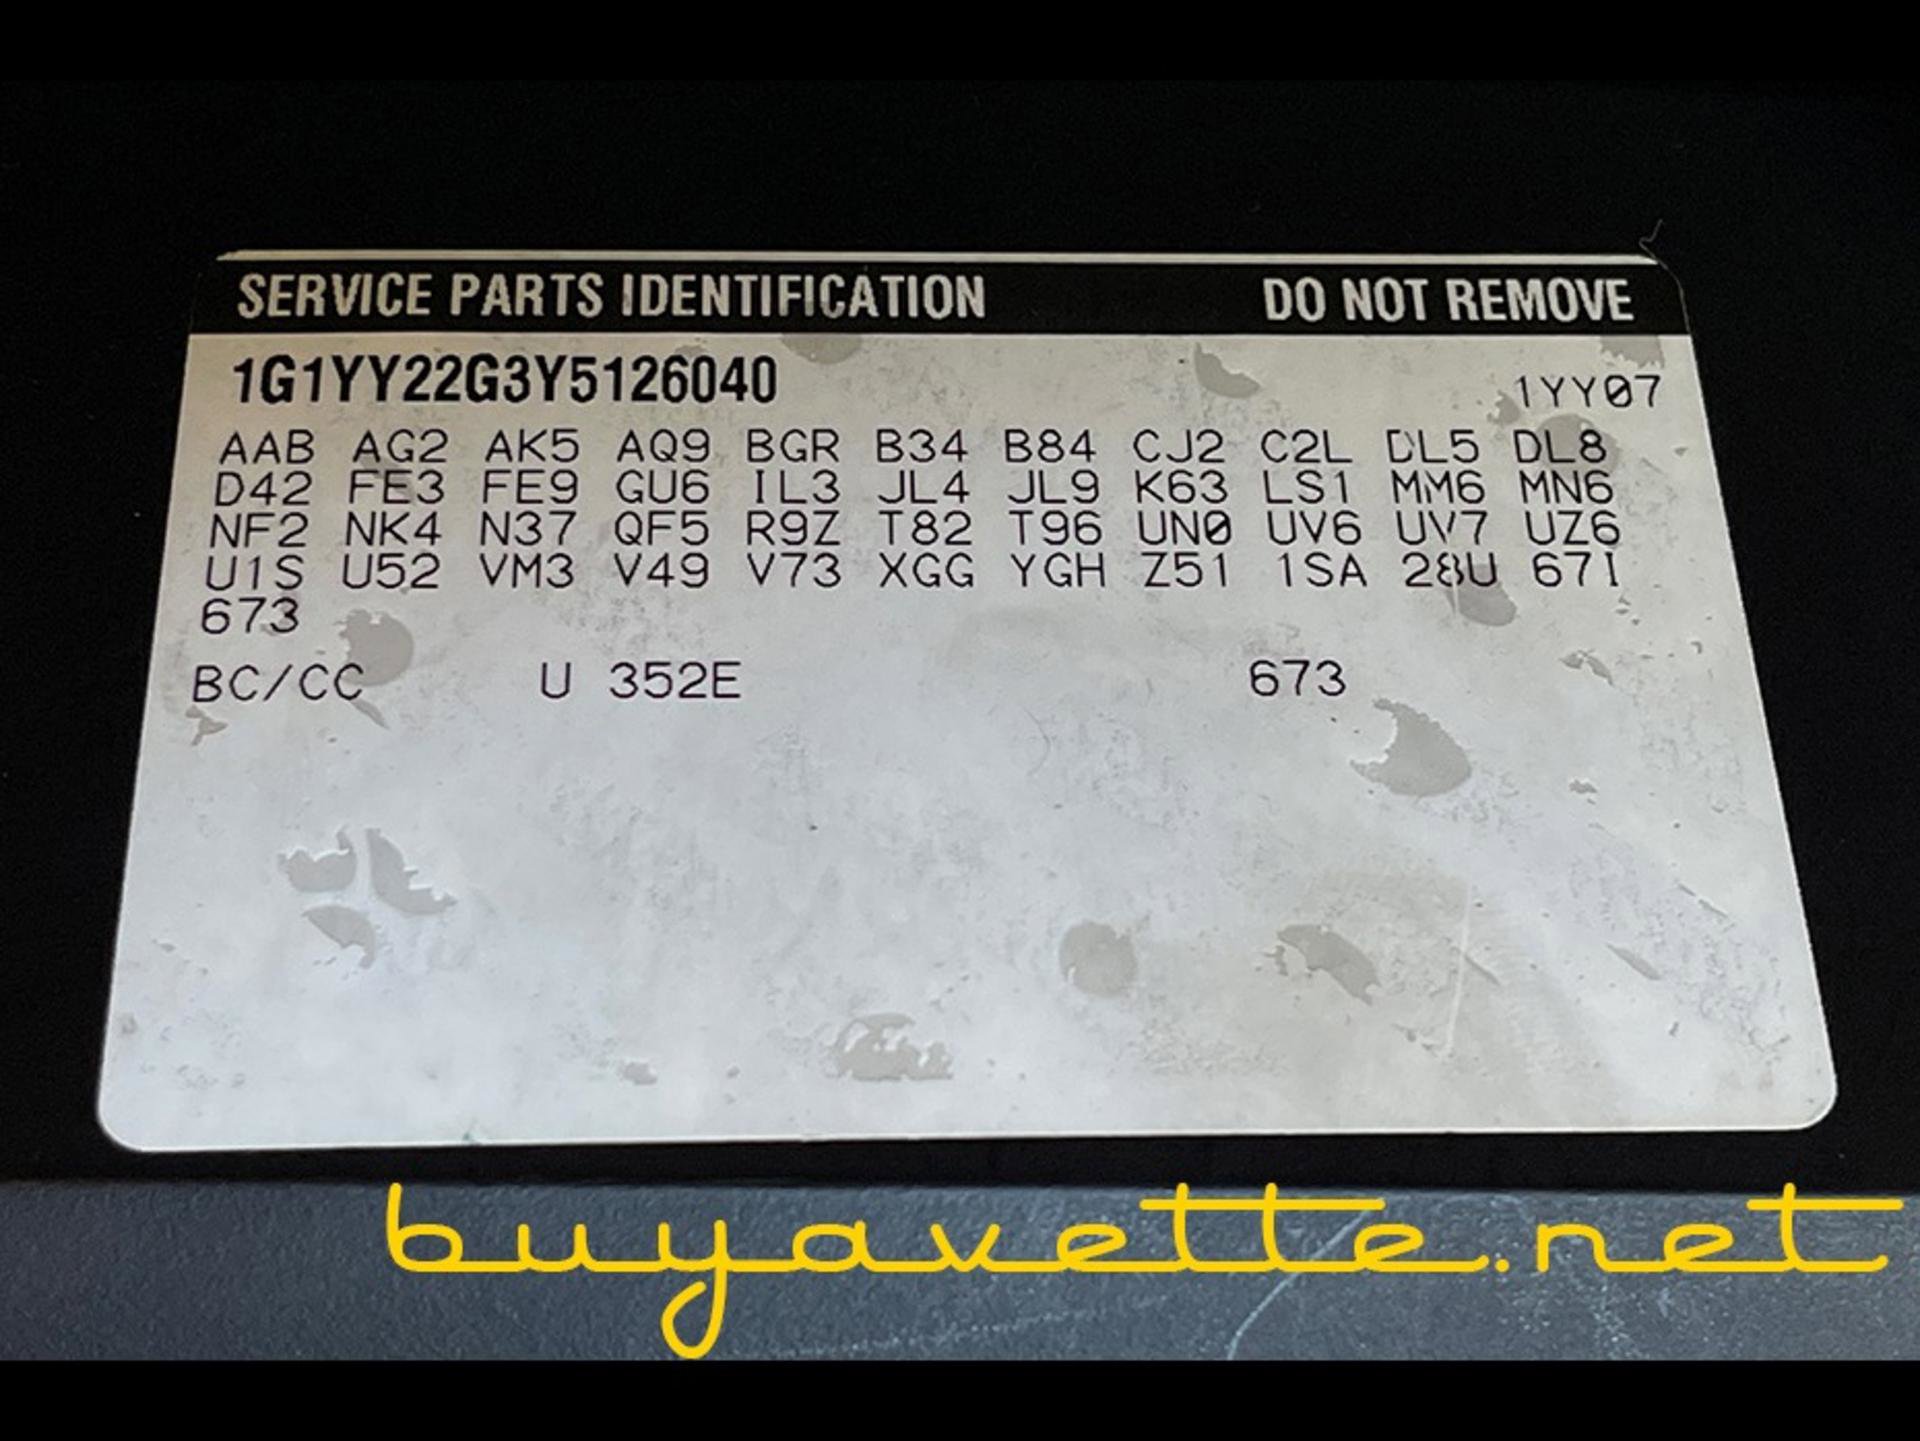 SERVICE PARTS IDENTIFICATION DO NOT REMOVE
1G1YY22G3Y5126040 1YY07
AAB AG2 AK5 AQ9 BGR B34 B84 CJ2 C2L DL5 DL8
D42 FE3 FE9 GU6 IL3 JL4 JL9 K63 LS1 MM6 MN6
NF2 NK4 N37 QF5 R9Z T82 T96 UN0 UV6 UV7 UZ6
U1S U52 VM3 V49 V73 XGG YGH Z51 1SA 28U 67I
673
BC/CC U 352E 673
buyavette.net